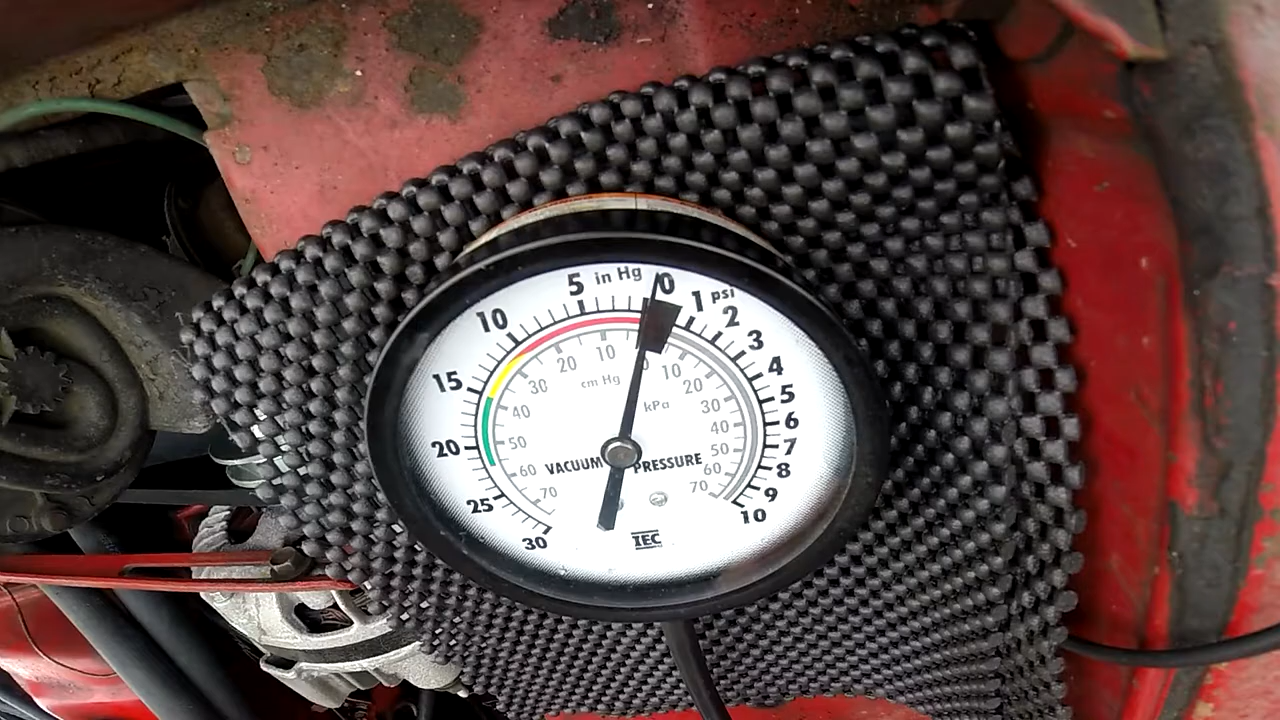 5 in Hg 0
10 1 psi
2
3
15 4
5
20 6
7
25 8
9
30 10
10 10
20 20
30 30
cm Hg
kPa
40 40
50 50
60 60
70 70
VACUUM PRESSURE
IEC